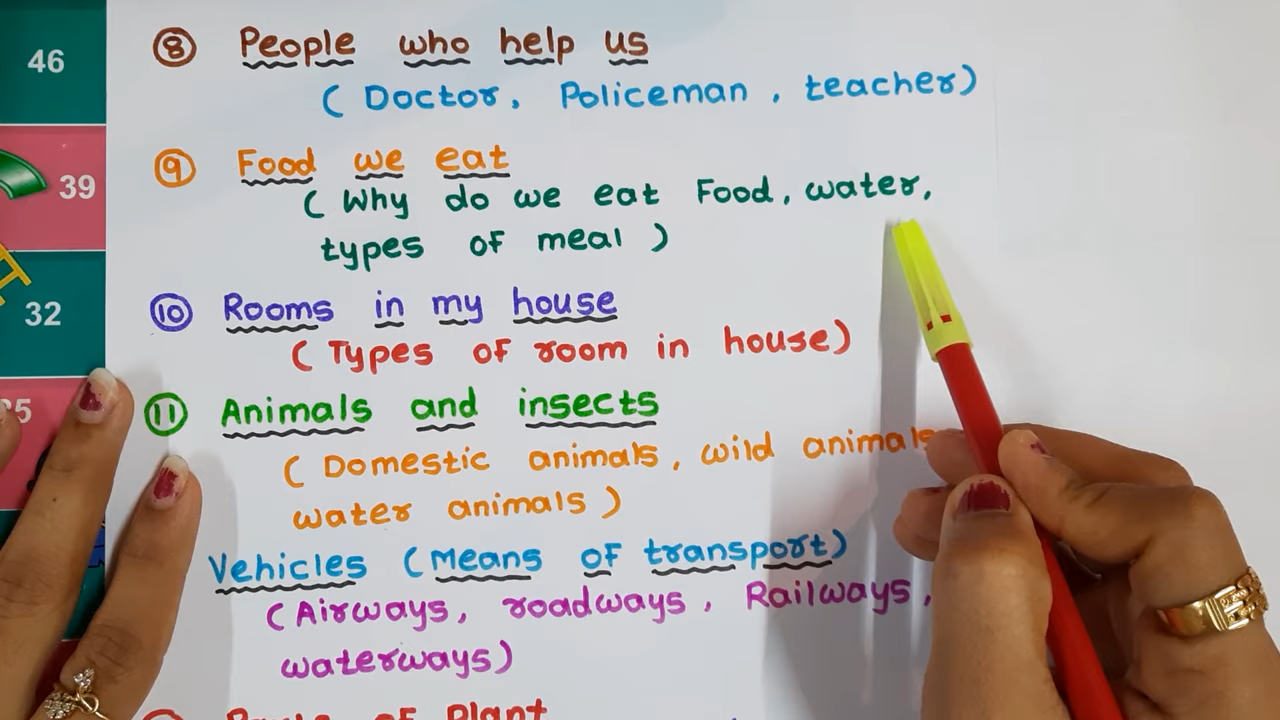 46
39
32
⑧ People who help us
( Doctor, Policeman, teacher)
⑨ Food we eat
( Why do we eat Food, water,
types of meal )
⑩ Rooms in my house
( Types of room in house)
⑪ Animals and insects
( Domestic animals, wild animals
water animals )
Vehicles (Means of transport)
(Airways, roadways, Railways,
waterways)
of Plant